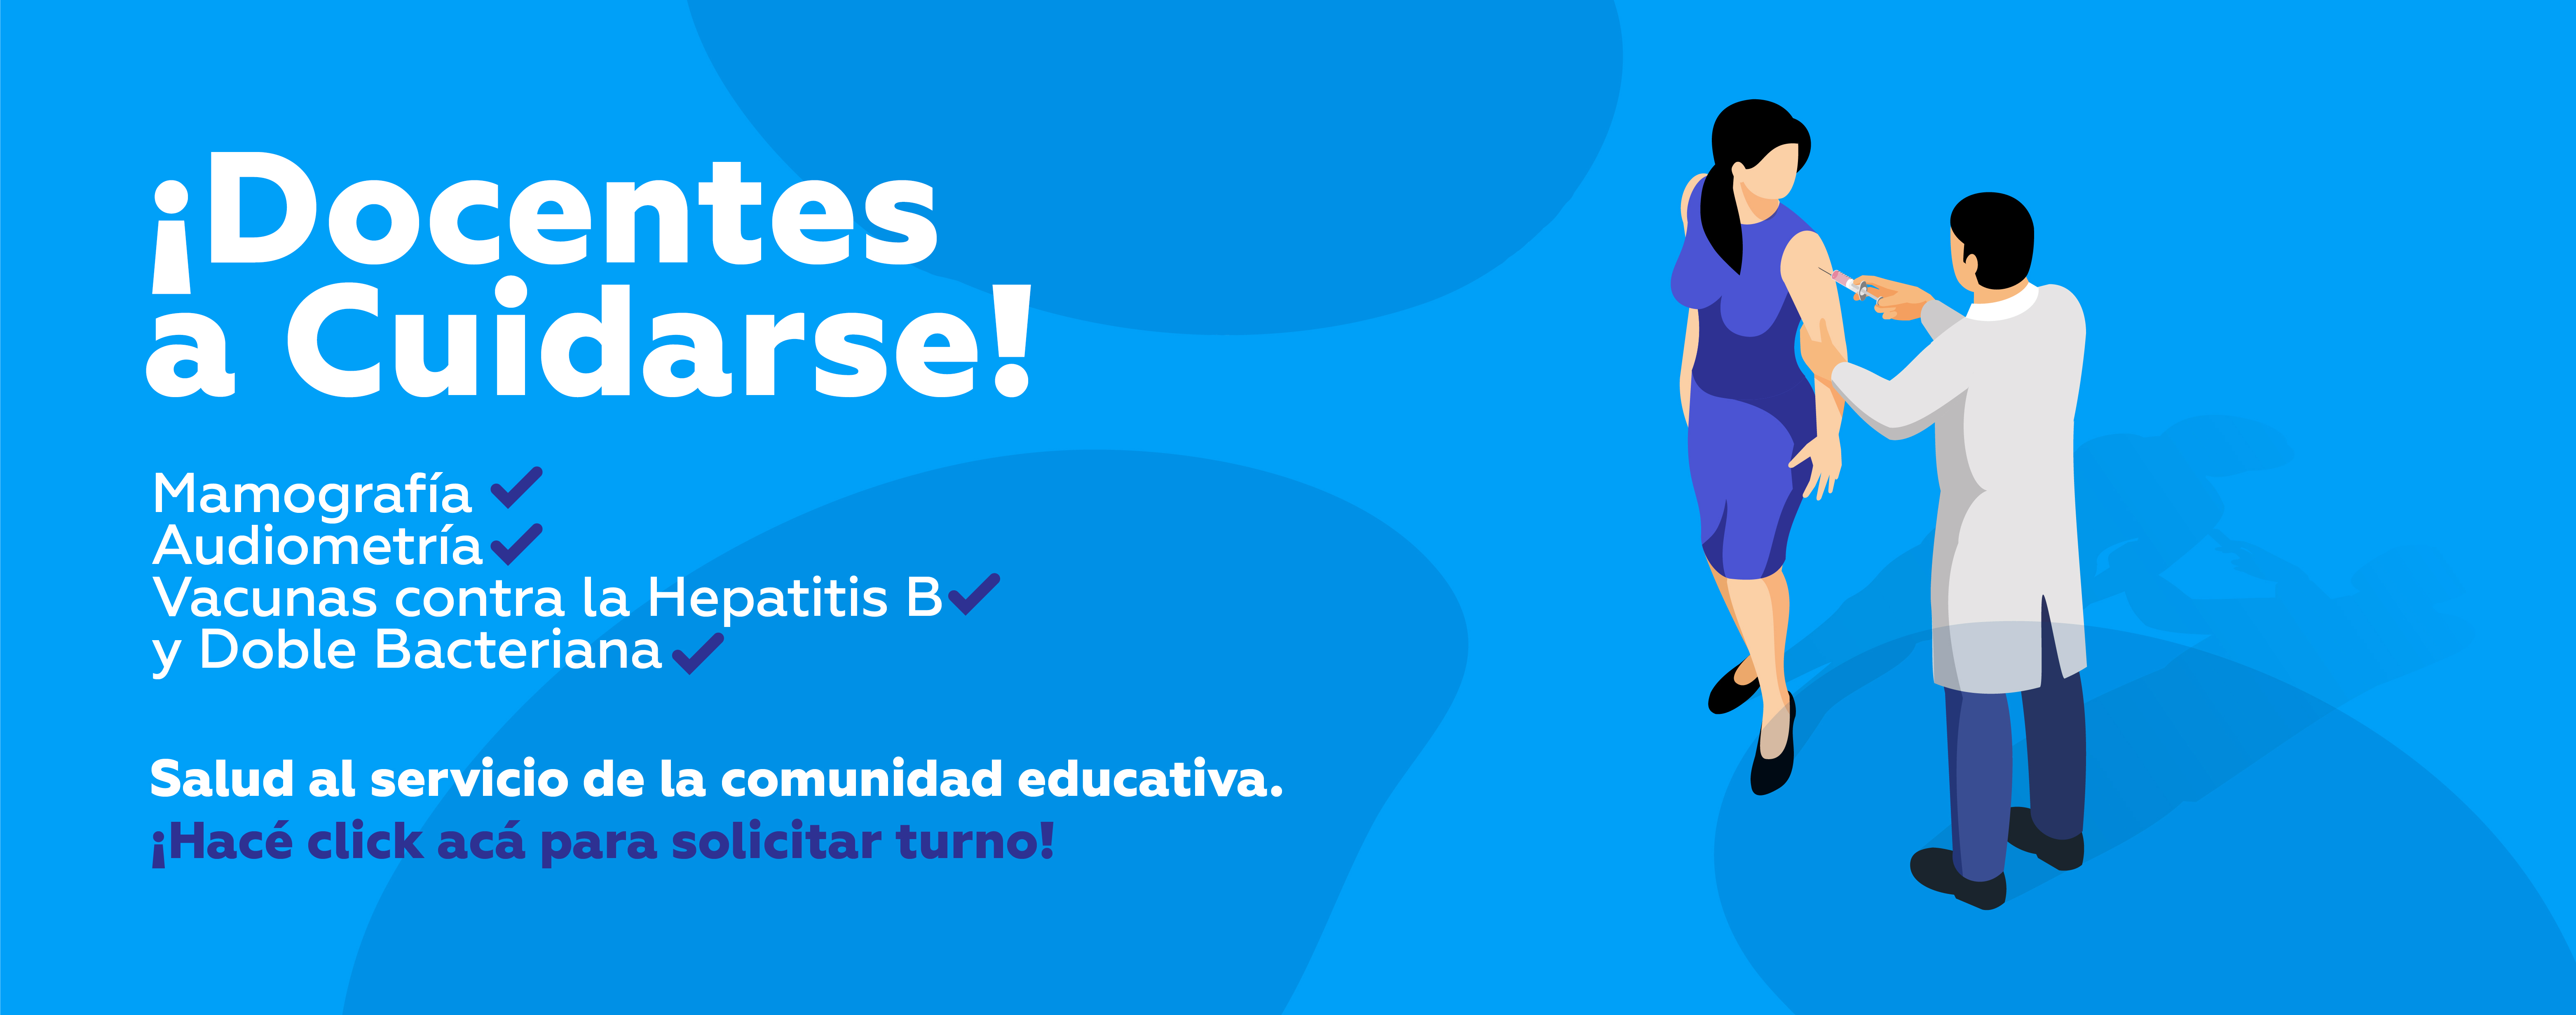 ¡Docentes
a Cuidarse!
Mamografía
Audiometría
Vacunas contra la Hepatitis B
y Doble Bacteriana
Salud al servicio de la comunidad educativa.
¡Hacé click acá para solicitar turno!